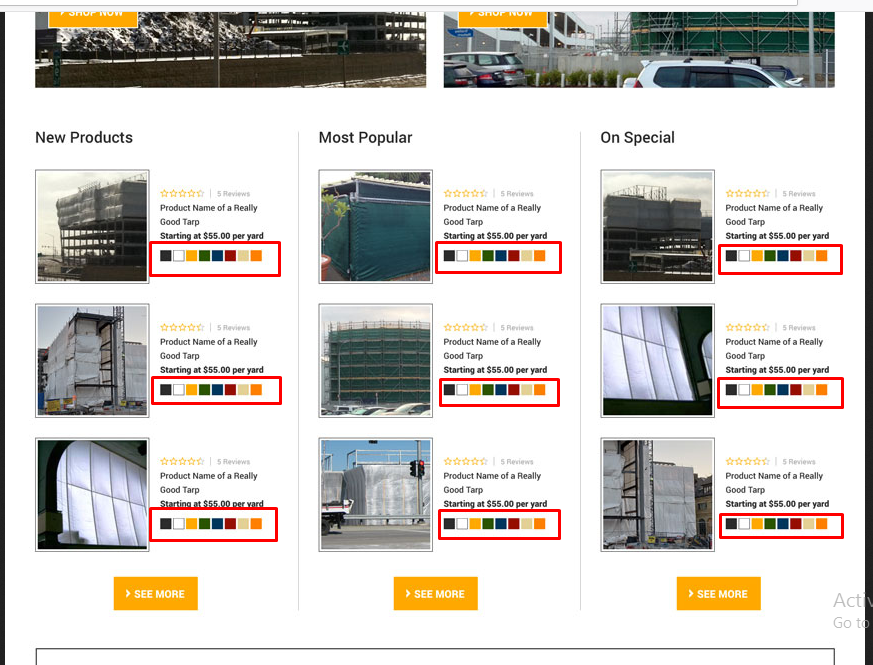 SHOP NOW
SHOP NOW
New Products
5 Reviews
Product Name of a Really
Good Tarp
Starting at $55.00 per yard
5 Reviews
Product Name of a Really
Good Tarp
Starting at $55.00 per yard
5 Reviews
Product Name of a Really
Good Tarp
Starting at $55.00 per yard
SEE MORE
Most Popular
5 Reviews
Product Name of a Really
Good Tarp
Starting at $55.00 per yard
5 Reviews
Product Name of a Really
Good Tarp
Starting at $55.00 per yard
5 Reviews
Product Name of a Really
Good Tarp
Starting at $55.00 per yard
SEE MORE
On Special
5 Reviews
Product Name of a Really
Good Tarp
Starting at $55.00 per yard
5 Reviews
Product Name of a Really
Good Tarp
Starting at $55.00 per yard
5 Reviews
Product Name of a Really
Good Tarp
Starting at $55.00 per yard
SEE MORE
Go to